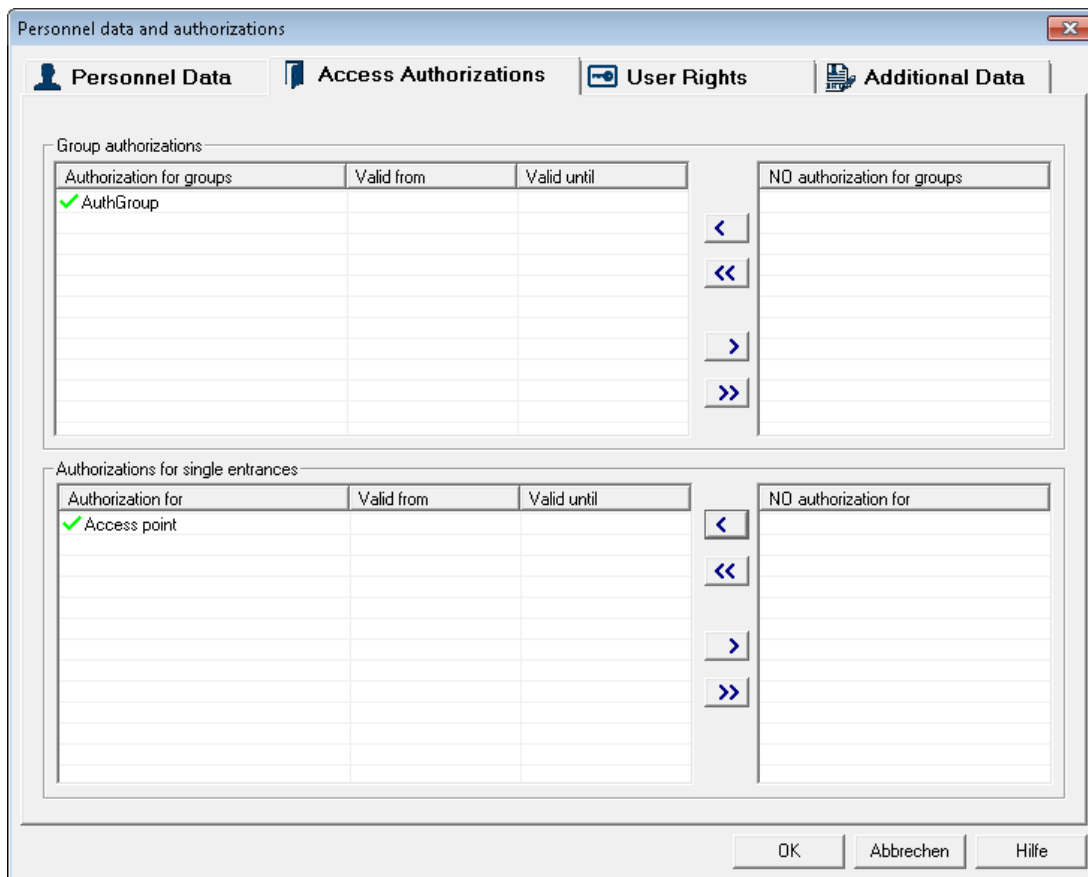 Personnel data and authorizations
Personnel Data Access Authorizations User Rights Additional Data
Group authorizations
Authorization for groups Valid from Valid until NO authorization for groups
AuthGroup
<
<<
>
>>
Authorizations for single entrances
Authorization for Valid from Valid until NO authorization for
Access point <
<<
>
>>
OK Abbrechen Hilfe